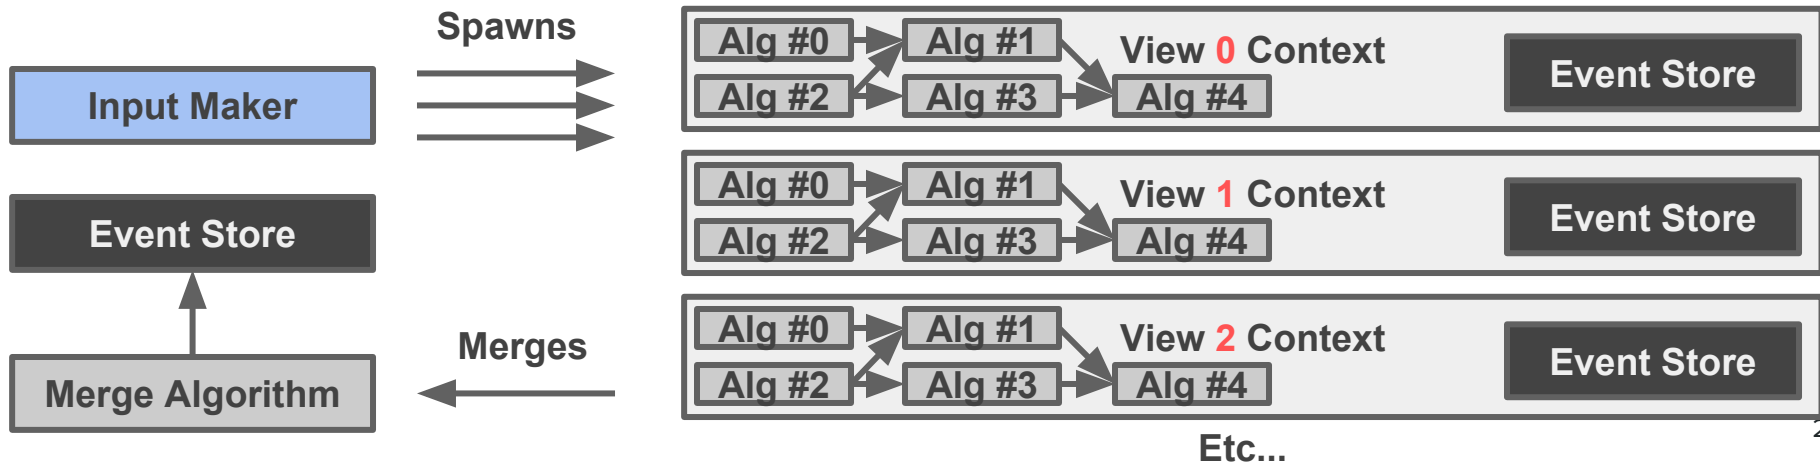 Spawns
Input Maker
Event Store
Merges
Merge Algorithm
Alg #0 Alg #1 View 0 Context
Alg #2 Alg #3 Alg #4
Event Store
Alg #0 Alg #1 View 1 Context
Alg #2 Alg #3 Alg #4
Event Store
Alg #0 Alg #1 View 2 Context
Alg #2 Alg #3 Alg #4
Event Store
Etc...